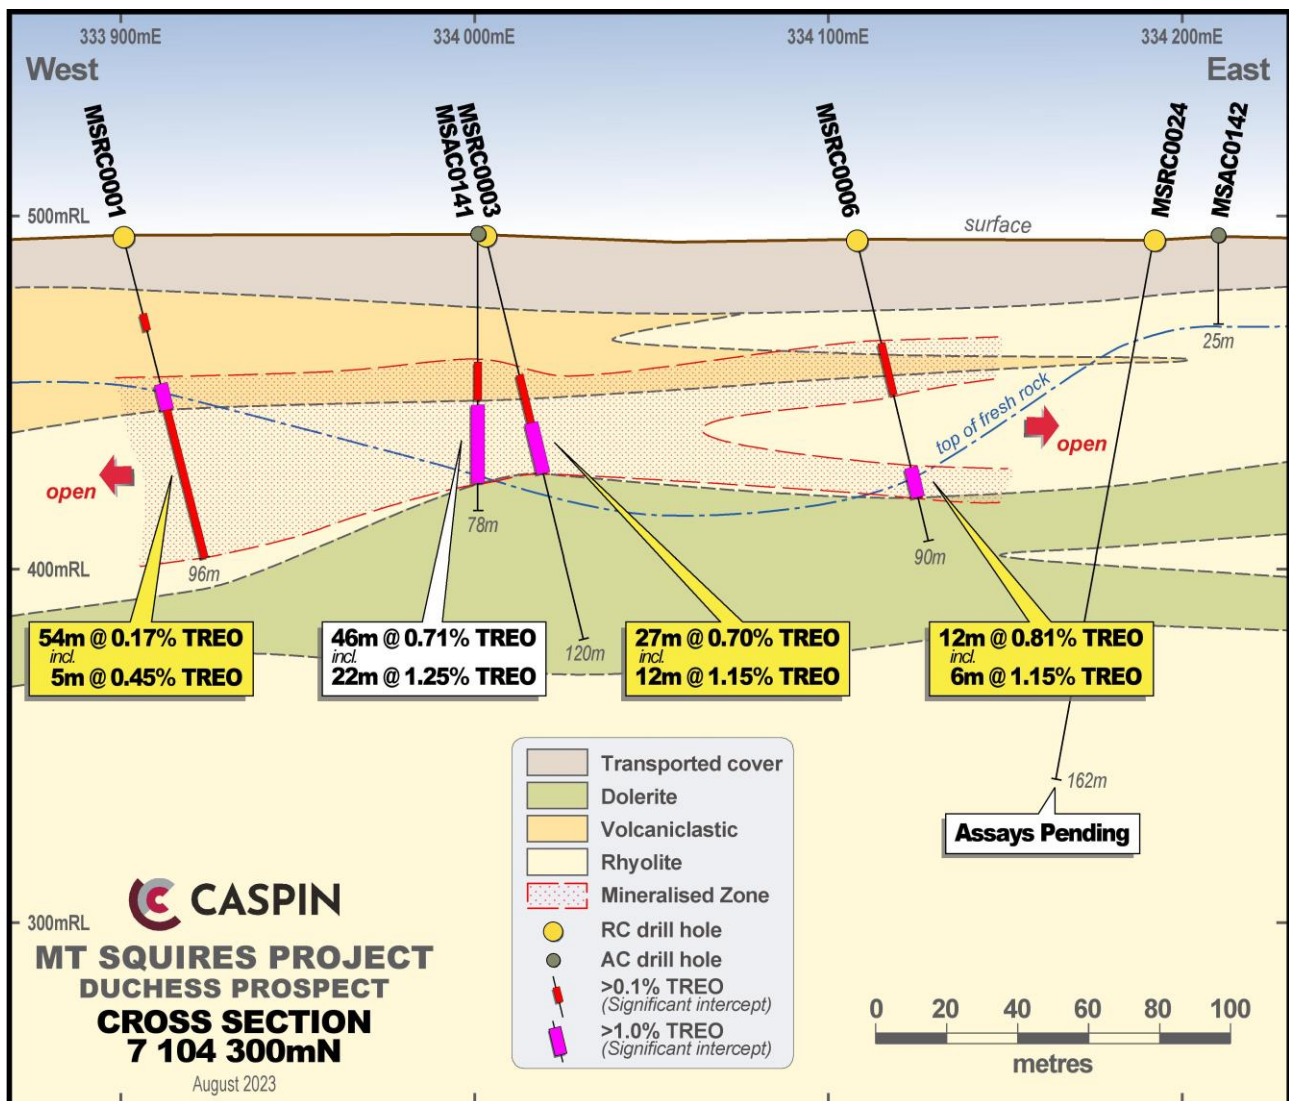 333 900mE
334 000mE
334 100mE
334 200mE
West
East
MSRC0001
MSAC0141
MSRC0003
MSRC0006
MSRC0024
MSAC0142
500mRL
surface
25m
top of fresh rock
open
open
78m
90m
400mRL
96m
54m @ 0.17% TREO
incl.
5m @ 0.45% TREO
46m @ 0.71% TREO
incl.
22m @ 1.25% TREO
120m
27m @ 0.70% TREO
incl.
12m @ 1.15% TREO
12m @ 0.81% TREO
incl.
6m @ 1.15% TREO
162m
Assays Pending
Transported cover
Dolerite
Volcaniclastic
Rhyolite
Mineralised Zone
RC drill hole
AC drill hole
>0.1% TREO
(Significant intercept)
>1.0% TREO
(Significant intercept)
CASPIN
300mRL
MT SQUIRES PROJECT
DUCHESS PROSPECT
CROSS SECTION
7 104 300mN
August 2023
0 20 40 60 80 100
metres